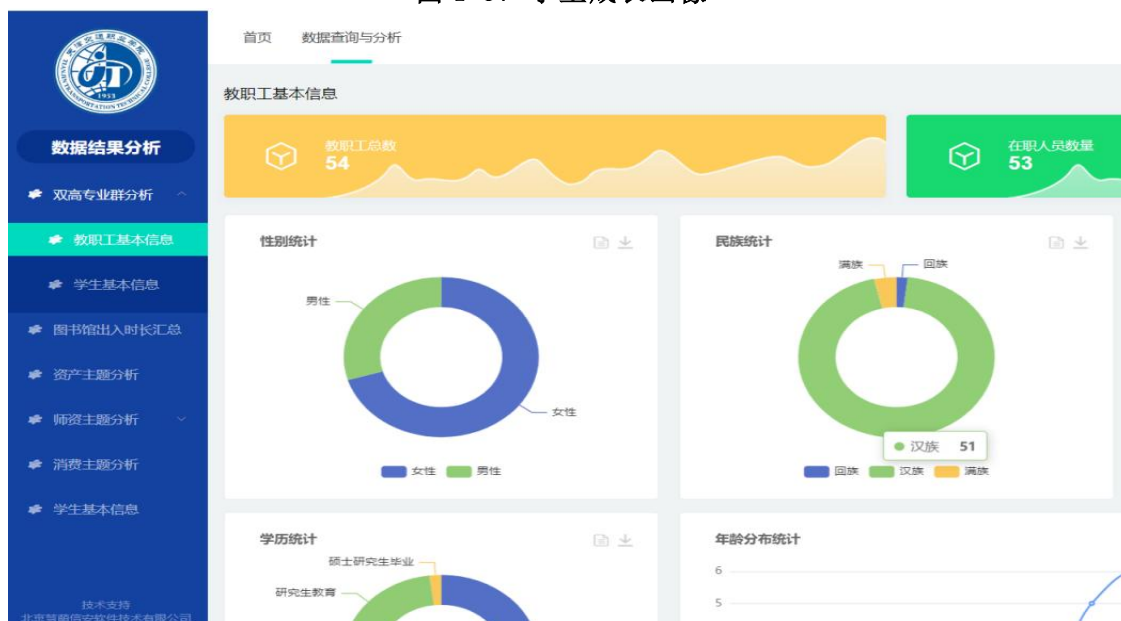 首页 数据查询与分析
教职工基本信息
1953
数据结果分析
双高专业群分析
教职工基本信息
学生基本信息
图书馆出入时长汇总
资产主题分析
师资主题分析
消费主题分析
学生基本信息
技术支持
教职工总数
54
在职人员数量
53
性别统计
男性
女性
女性 男性
民族统计
满族 回族
汉族 51
回族 汉族 满族
学历统计
硕士研究生毕业
研究生教育
年龄分布统计
6
5